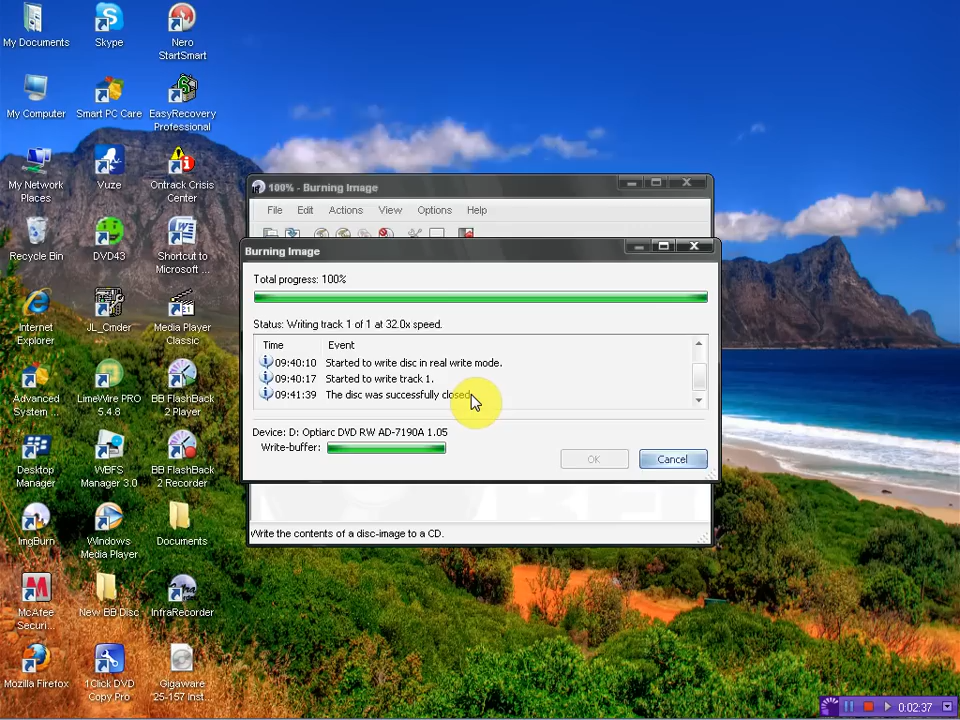 My Documents
Skype
Nero
StartSmart
My Computer
Smart PC Care
EasyRecovery
Professional
My Network
Places
Vuze
Ontrack Crisis
Center
Recycle Bin
DVD43
Shortcut to
Microsoft ...
Internet
Explorer
JL_Cmder
Media Player
Classic
Advanced
System ...
LimeWire PRO
5.4.8
BB FlashBack
2 Player
Desktop
Manager
WBFS
Manager 3.0
BB FlashBack
2 Recorder
ImgBurn
Windows
Media Player
Documents
McAfee
Securi...
New BB Disc
InfraRecorder
Mozilla Firefox
1Click DVD
Copy Pro
Gigaware
25-157 Inst...
100% - Burning Image
File Edit Actions View Options Help
Burning Image
Total progress: 100%
Status: Writing track 1 of 1 at 32.0x speed.
Time Event
09:40:10 Started to write disc in real write mode.
09:40:17 Started to write track 1.
09:41:39 The disc was successfully closed.
Device: D: Optiarc DVD RW AD-7190A 1.05
Write-buffer:
OK Cancel
Write the contents of a disc-image to a CD.
0:02:37